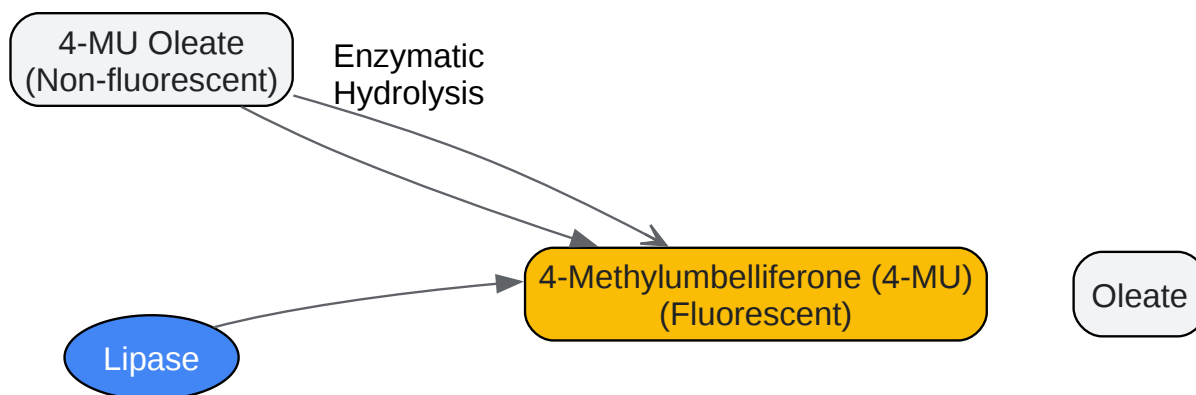 4-MU Oleate
(Non-fluorescent)
Enzymatic
Hydrolysis
4-Methylumbelliferone (4-MU)
(Fluorescent)
Oleate
Lipase